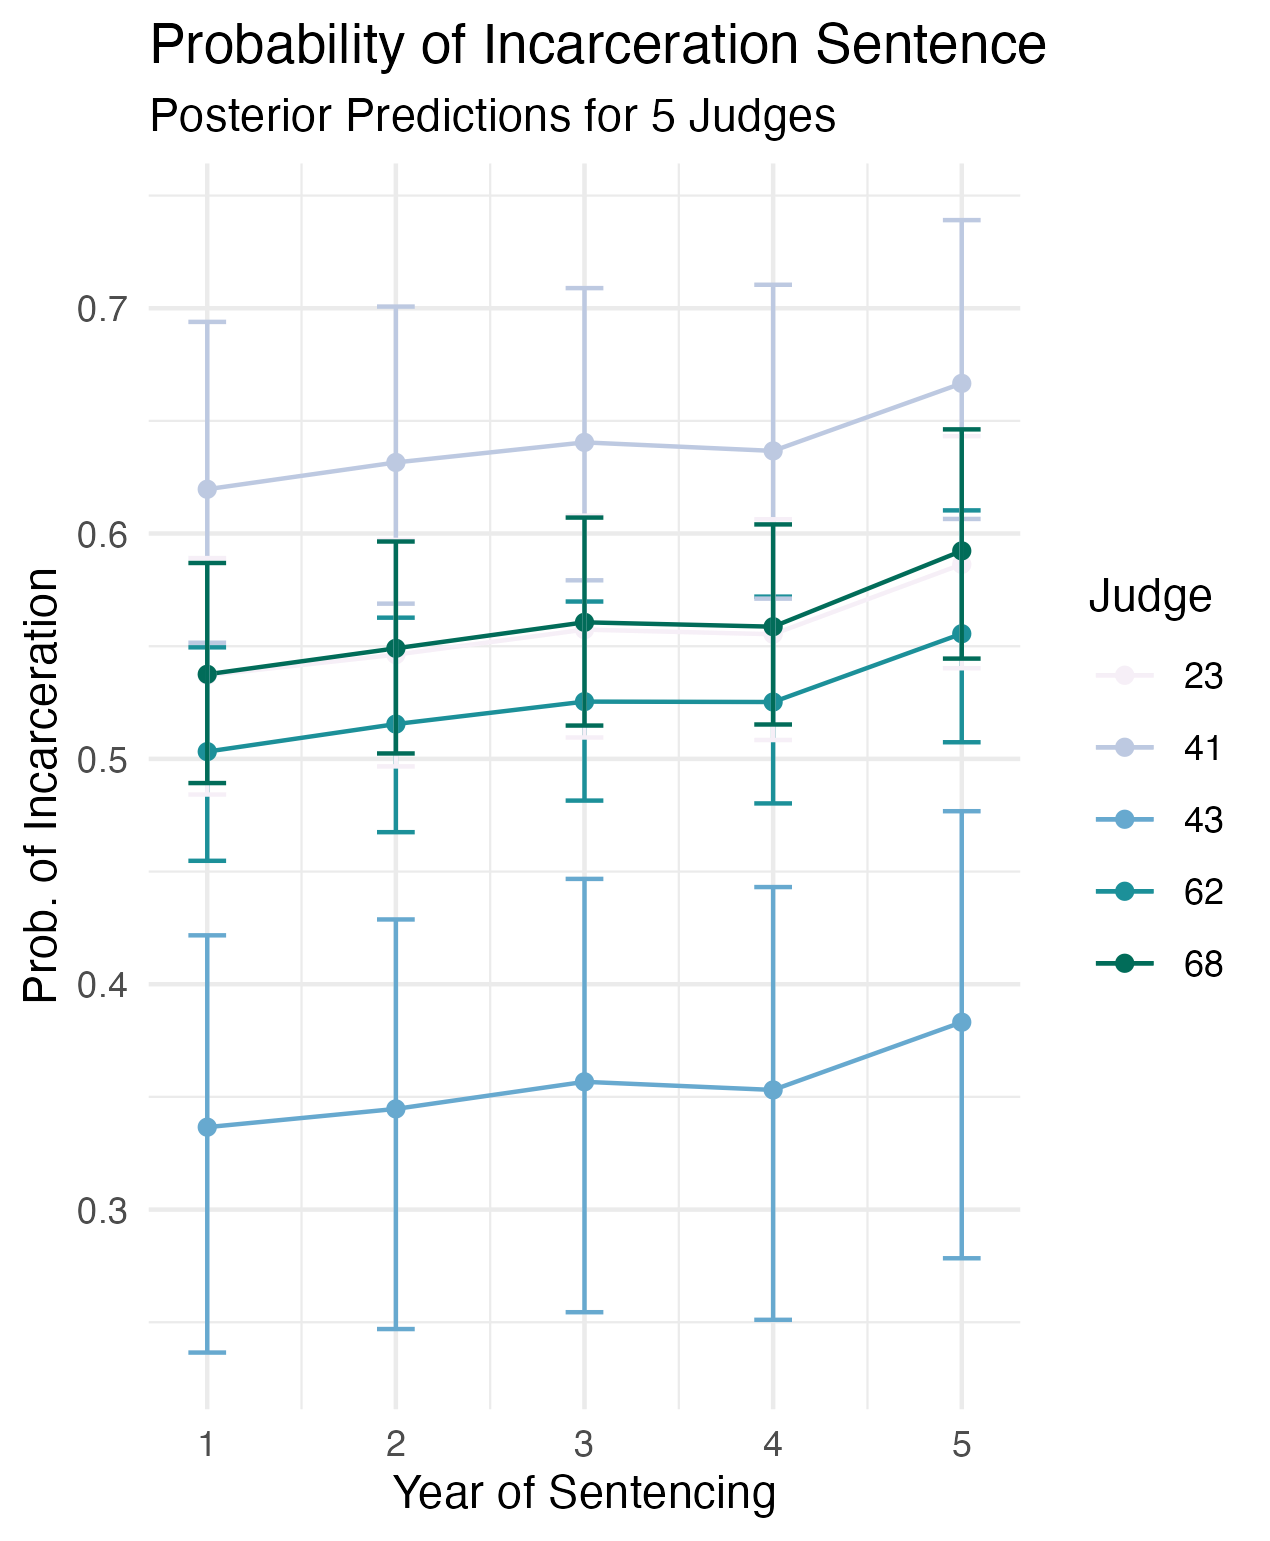 Probability of Incarceration Sentence
Posterior Predictions for 5 Judges
Prob. of Incarceration
0.7
0.6
0.5
0.4
0.3
1 2 3 4 5
Year of Sentencing
Judge
23
41
43
62
68